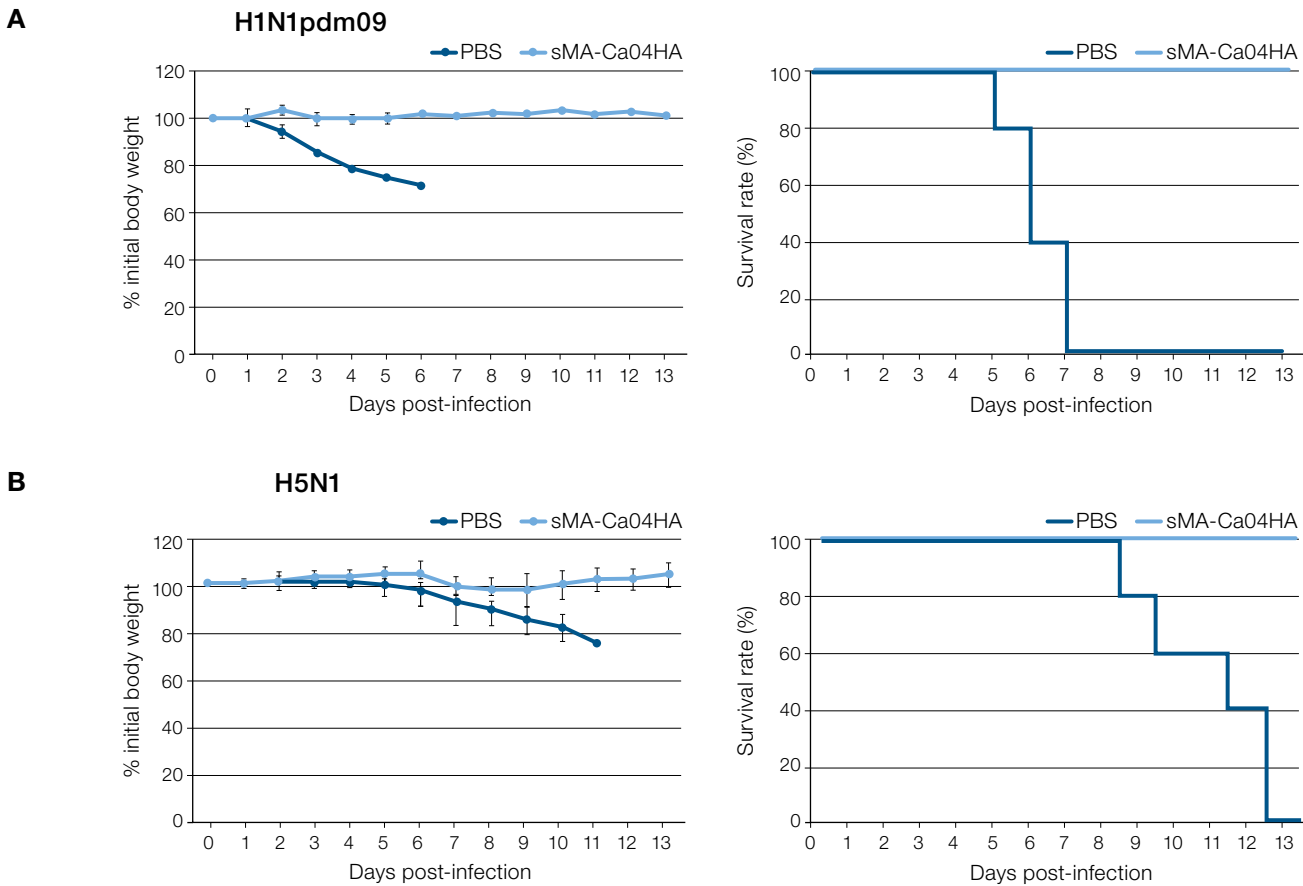 A
H1N1pdm09
PBS sMA-Ca04HA
120
100
80
60
40
20
0
% initial body weight
0 1 2 3 4 5 6 7 8 9 10 11 12 13
Days post-infection
PBS sMA-Ca04HA
100
80
60
40
20
0
Survival rate (%)
0 1 2 3 4 5 6 7 8 9 10 11 12 13
Days post-infection
B
H5N1
PBS sMA-Ca04HA
120
100
80
60
40
20
0
% initial body weight
0 1 2 3 4 5 6 7 8 9 10 11 12 13
Days post-infection
PBS sMA-Ca04HA
100
80
60
40
20
0
Survival rate (%)
0 1 2 3 4 5 6 7 8 9 10 11 12 13
Days post-infection